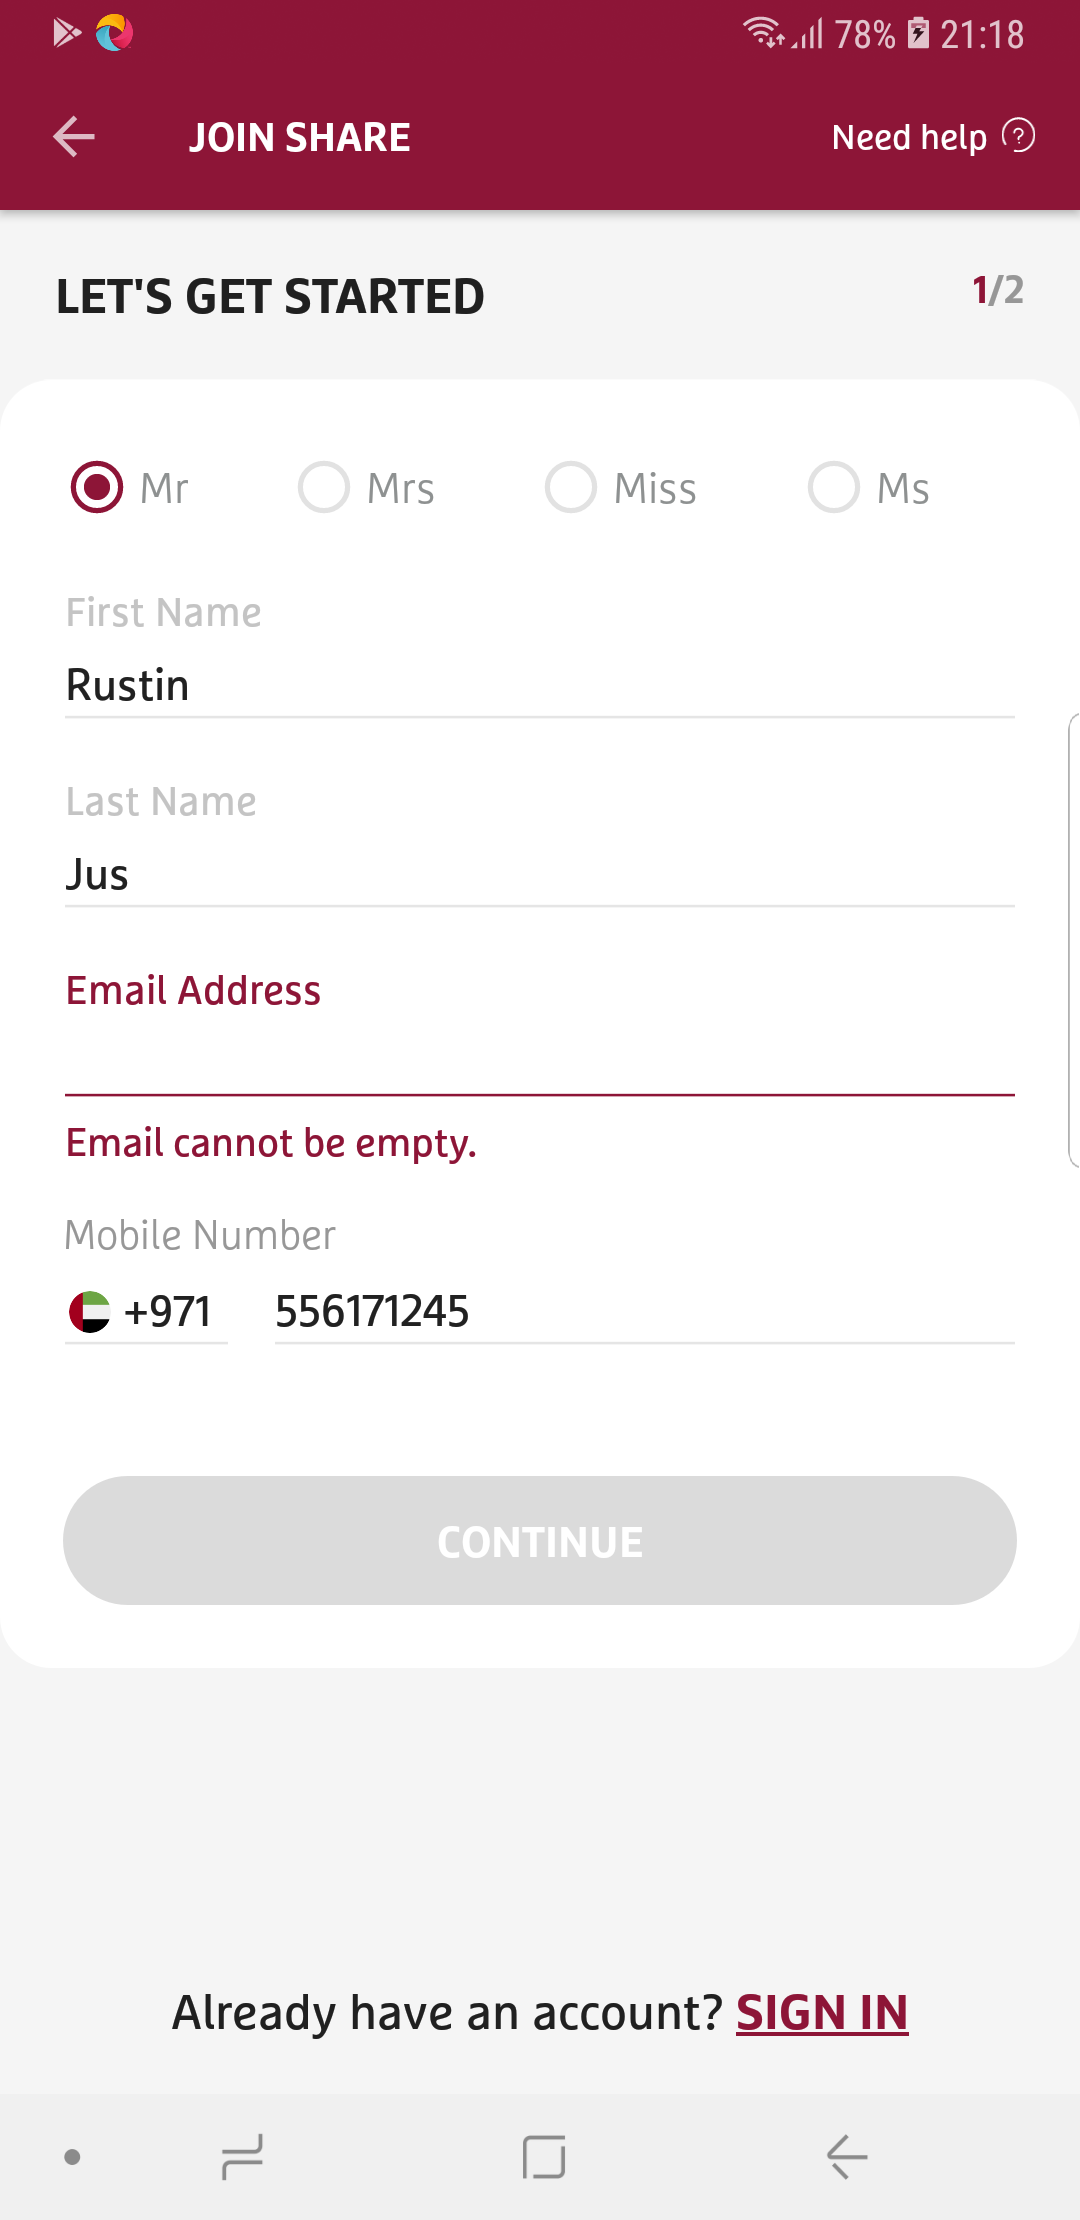 78% 21:18
JOIN SHARE Need help ?
LET'S GET STARTED 1/2
Mr Mrs Miss Ms
First Name
Rustin
Last Name
Jus
Email Address
Email cannot be empty.
Mobile Number
+971 556171245
CONTINUE
Already have an account? SIGN IN